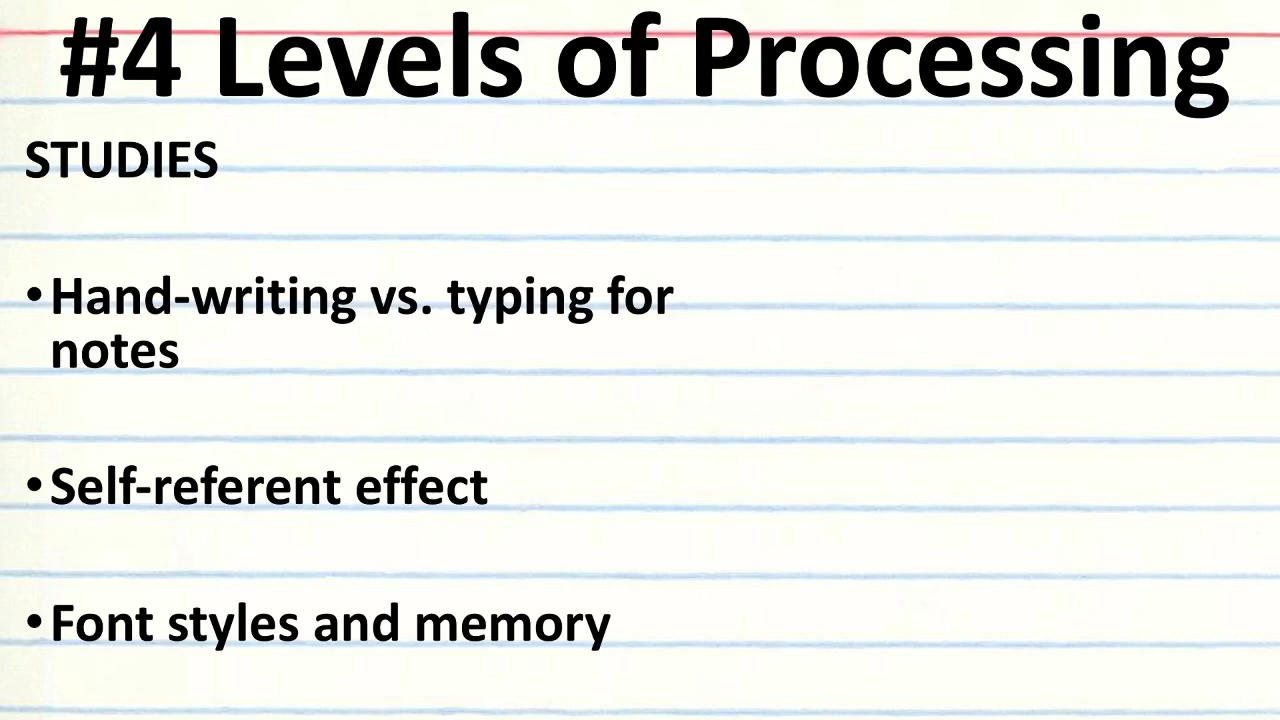 #4 Levels of Processing
STUDIES
•Hand-writing vs. typing for
notes
•Self-referent effect
•Font styles and memory